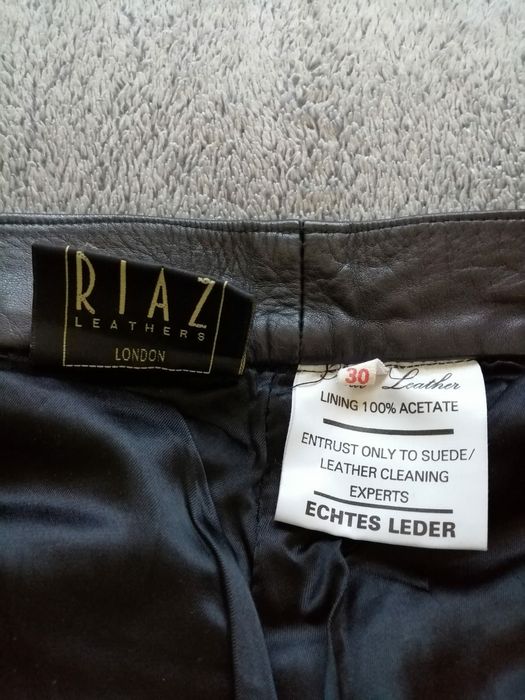 RIAZ
LEATHERS
LONDON
30
Leather
LINING 100% ACETATE
ENTRUST ONLY TO SUEDE/
LEATHER CLEANING
EXPERTS
ECHTES LEDER